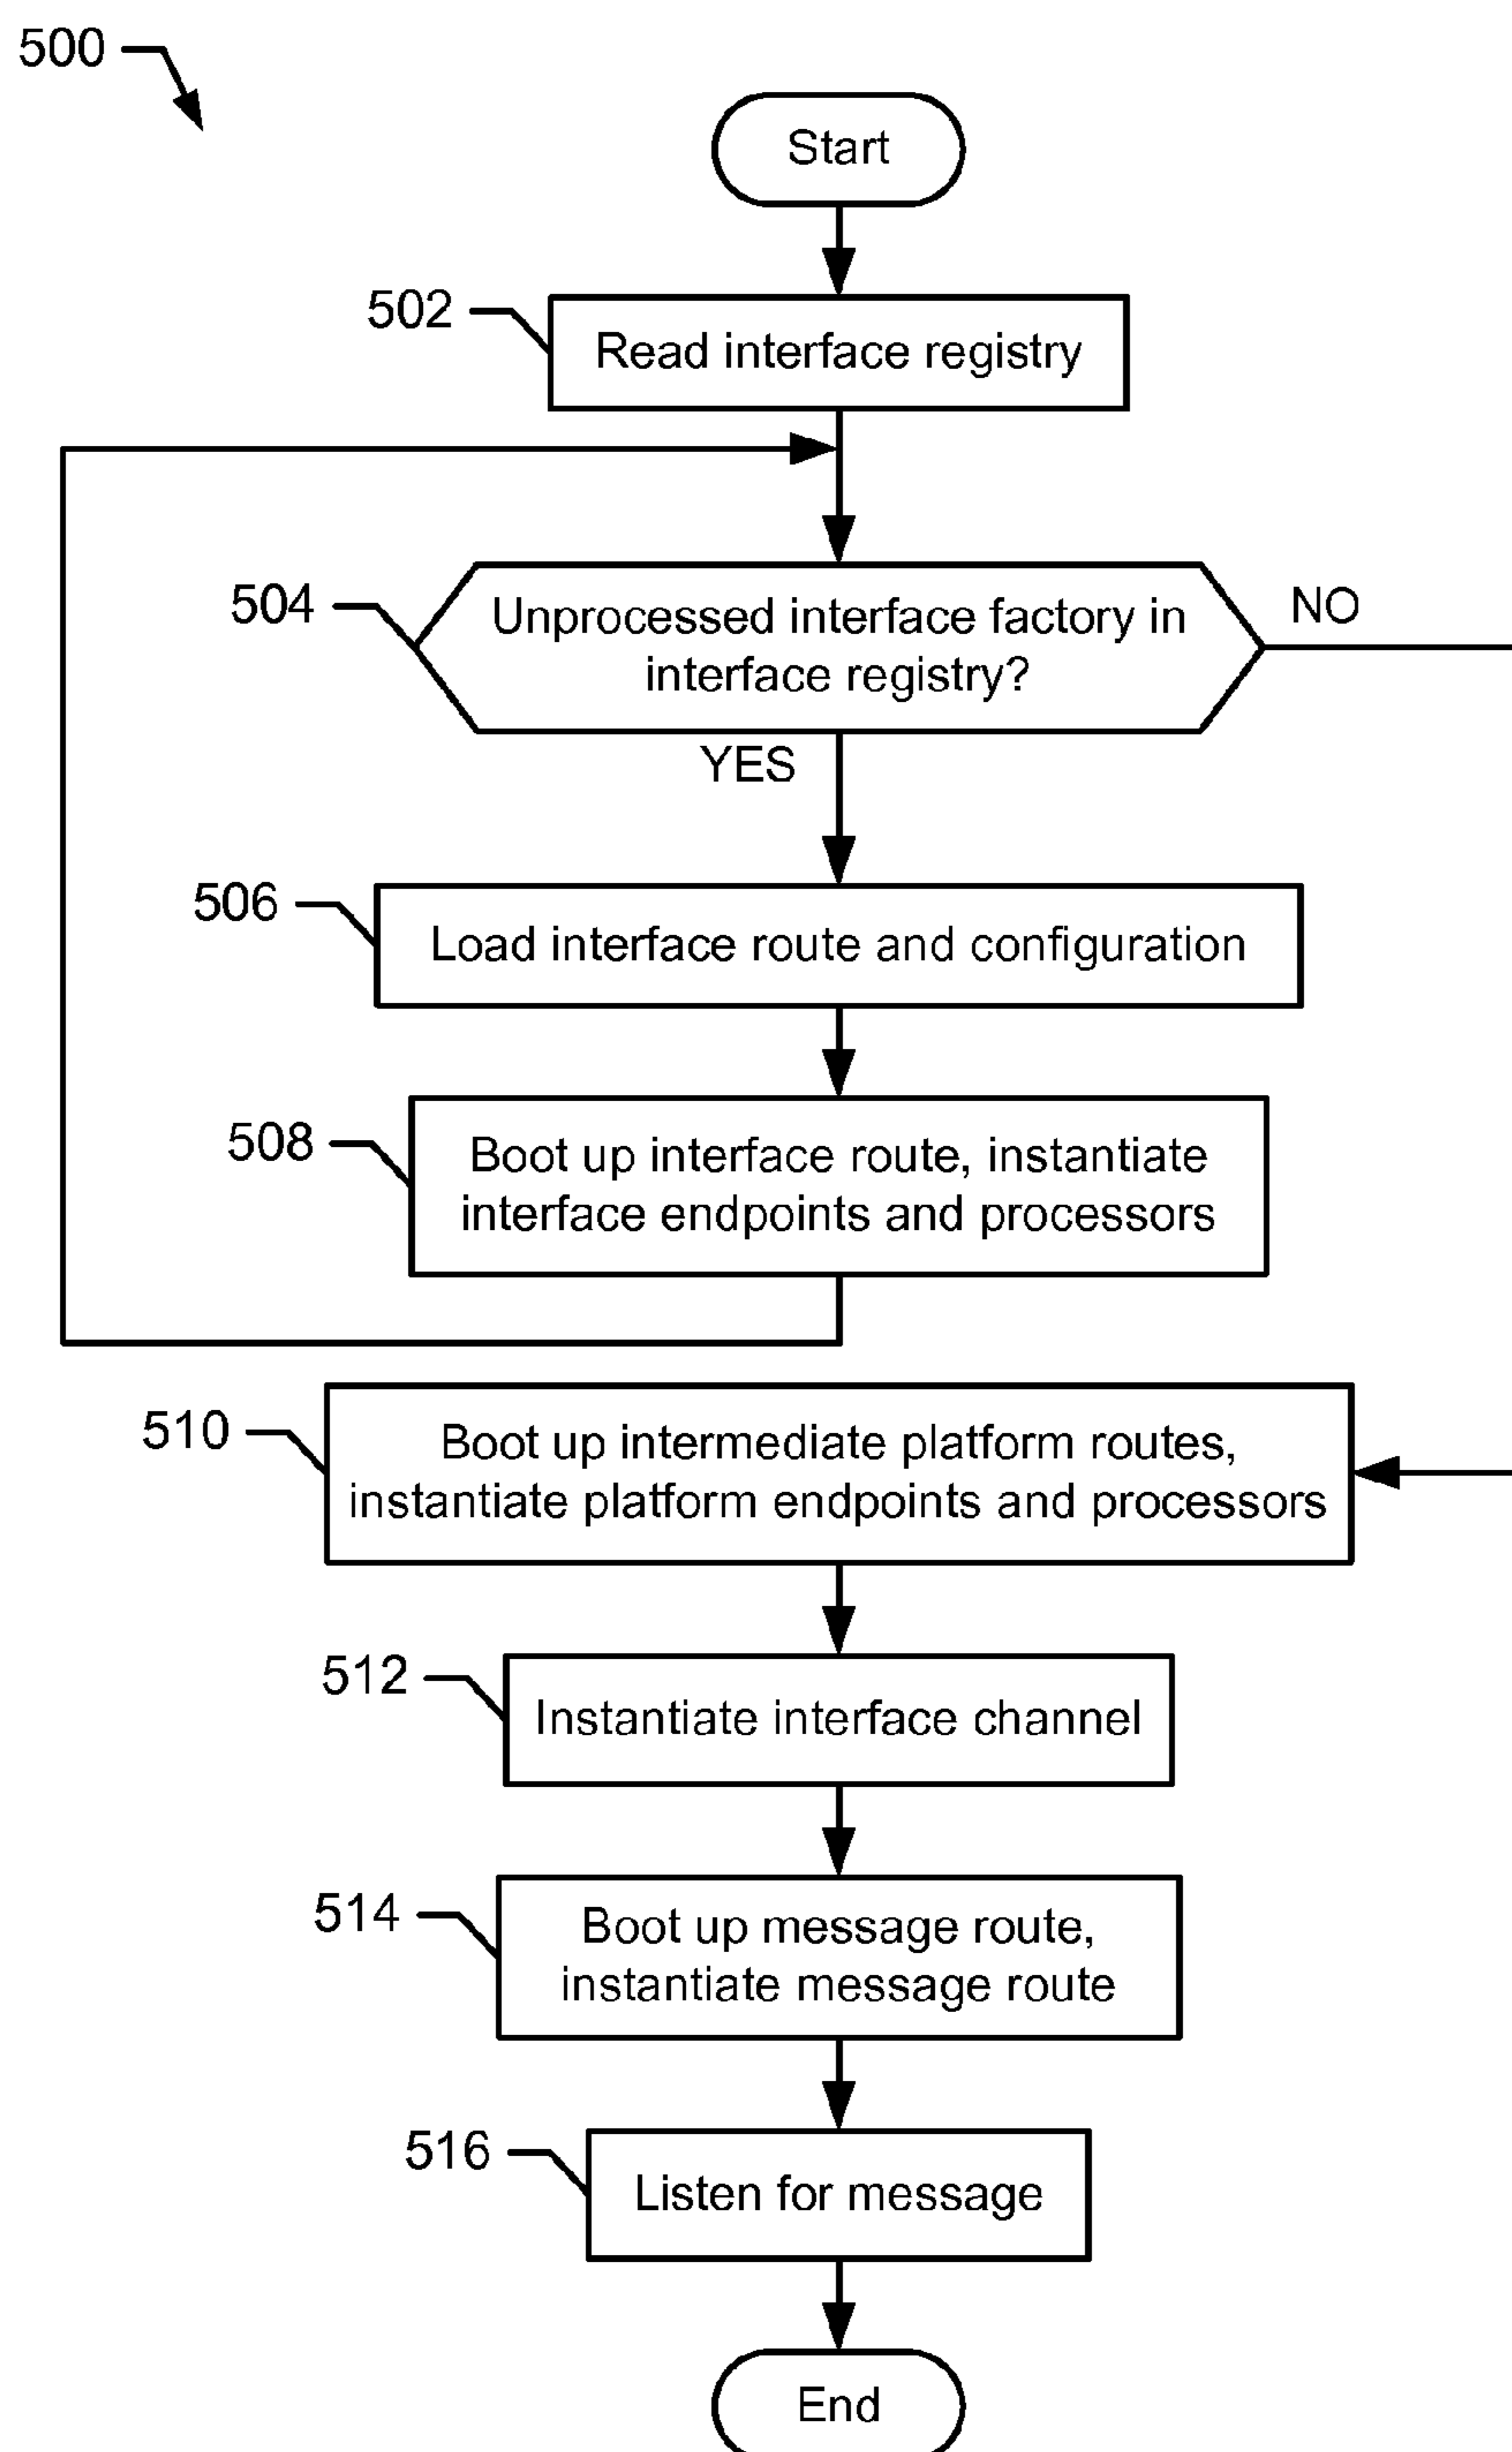 500
Start
502
Read interface registry
504
Unprocessed interface factory in
interface registry?
NO
YES
506
Load interface route and configuration
508
Boot up interface route, instantiate
interface endpoints and processors
510
Boot up intermediate platform routes,
instantiate platform endpoints and processors
512
Instantiate interface channel
514
Boot up message route,
instantiate message route
516
Listen for message
End